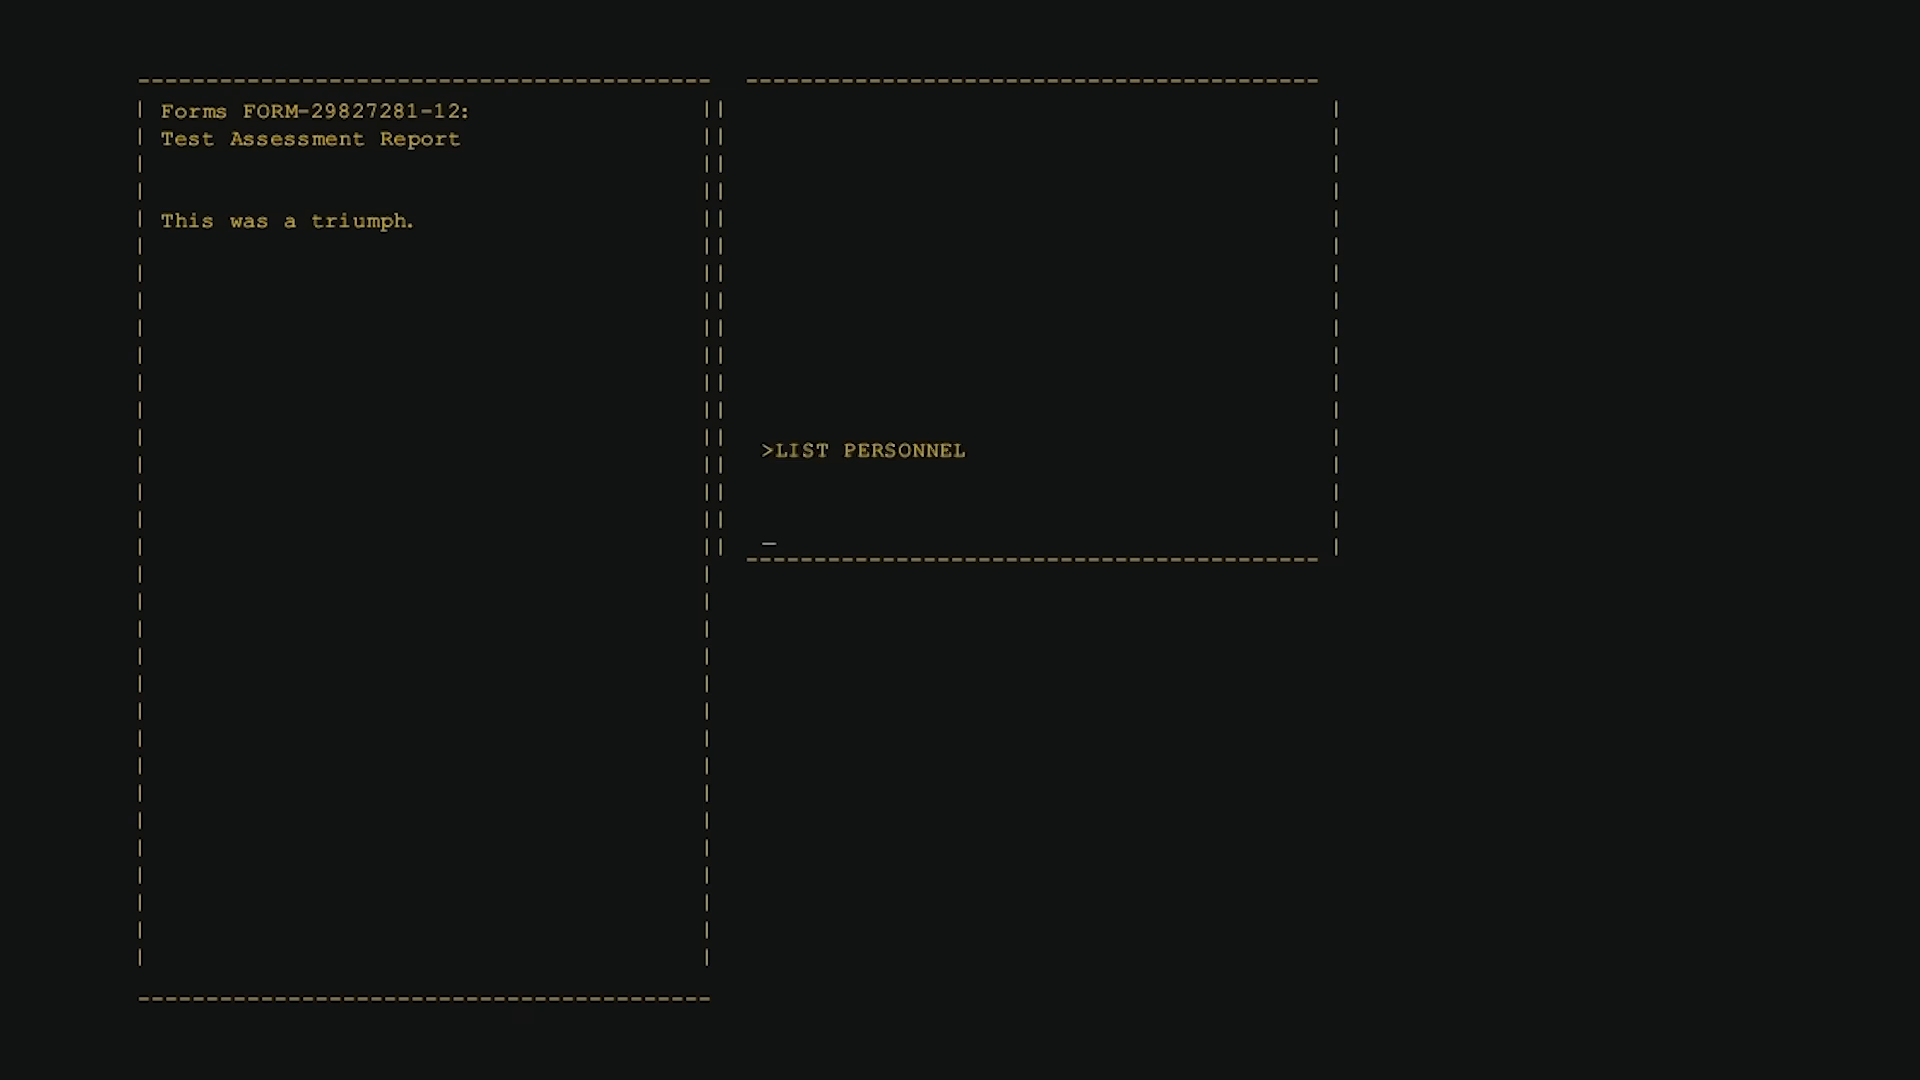 Forms FORM-29827281-12:
Test Assessment Report
This was a triumph.
>LIST PERSONNEL
_